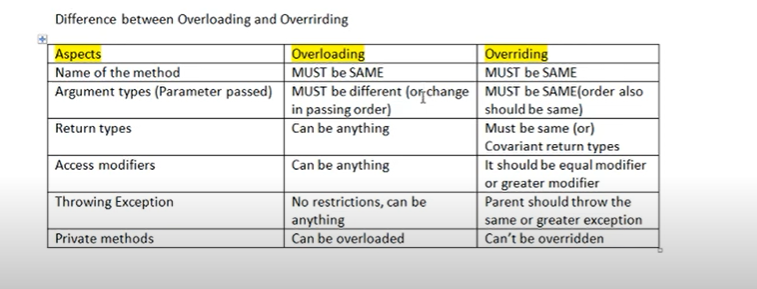 Difference between Overloading and Overrirding
Aspects Overloading Overriding
Name of the method MUST be SAME MUST be SAME
Argument types (Parameter passed) MUST be different (or change MUST be SAME(order also
in passing order) should be same)
Return types Can be anything Must be same (or)
Covariant return types
Access modifiers Can be anything It should be equal modifier
or greater modifier
Throwing Exception No restrictions, can be Parent should throw the
anything same or greater exception
Private methods Can be overloaded Can't be overridden